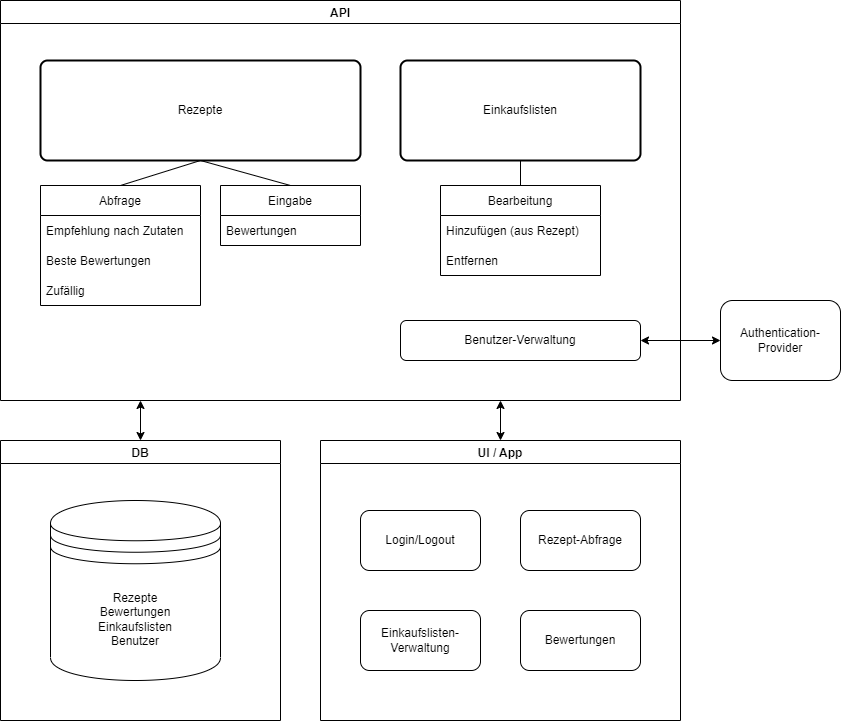 API
Rezepte
Einkaufslisten
Abfrage
Empfehlung nach Zutaten
Beste Bewertungen
Zufällig
Eingabe
Bewertungen
Bearbeitung
Hinzufügen (aus Rezept)
Entfernen
Benutzer-Verwaltung
Authentication-
Provider
DB
Rezepte
Bewertungen
Einkaufslisten
Benutzer
UI / App
Login/Logout
Rezept-Abfrage
Einkaufslisten-
Verwaltung
Bewertungen